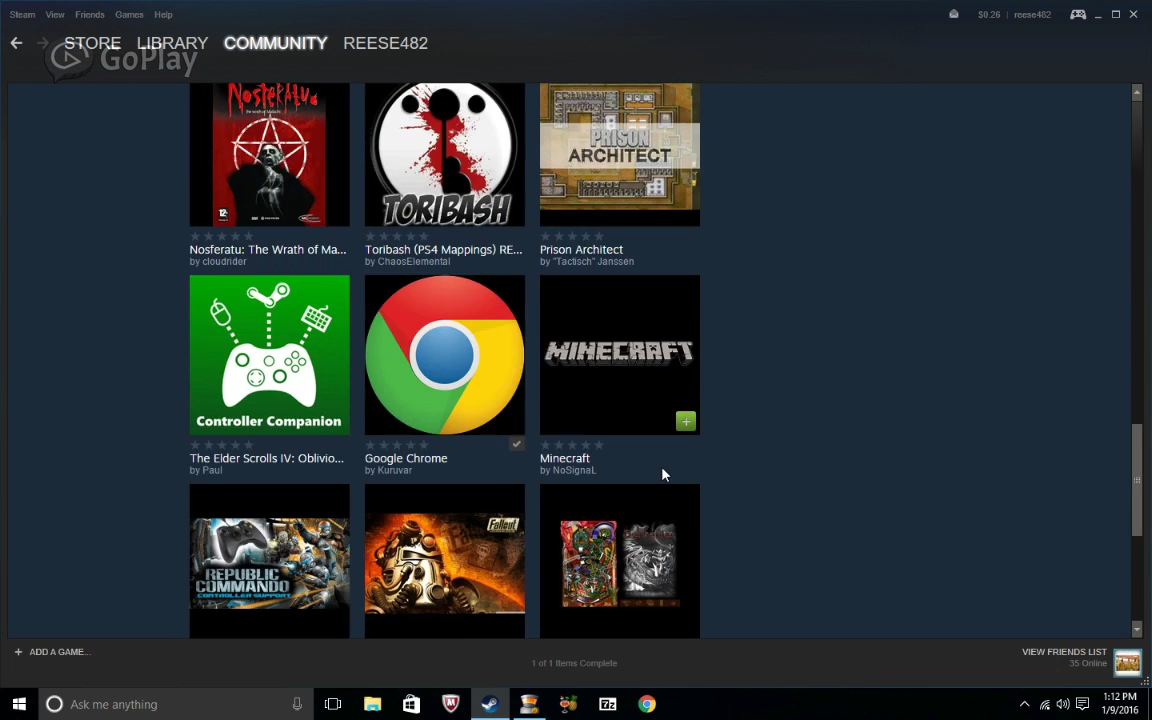 Steam View Friends Games Help
$0.26 | reese482
STORE LIBRARY COMMUNITY REESE482
GoPlay
Nosferatu
12
TORIBASH
PRISON
ARCHITECT
Nosferatu: The Wrath of Ma...
by cloudrider
Toribash (PS4 Mappings) RE...
by ChaosElemental
Prison Architect
by "Tactisch" Janssen
Controller Companion
MINECRAFT
The Elder Scrolls IV: Oblivio...
by Paul
Google Chrome
by Kuruvar
Minecraft
by NoSignaL
REPUBLIC
COMMANDO
CONTROLLER SUPPORT
Fallout
+ ADD A GAME...
1 of 1 Items Complete
VIEW FRIENDS LIST
35 Online
Ask me anything
7z
1:12 PM
1/9/2016